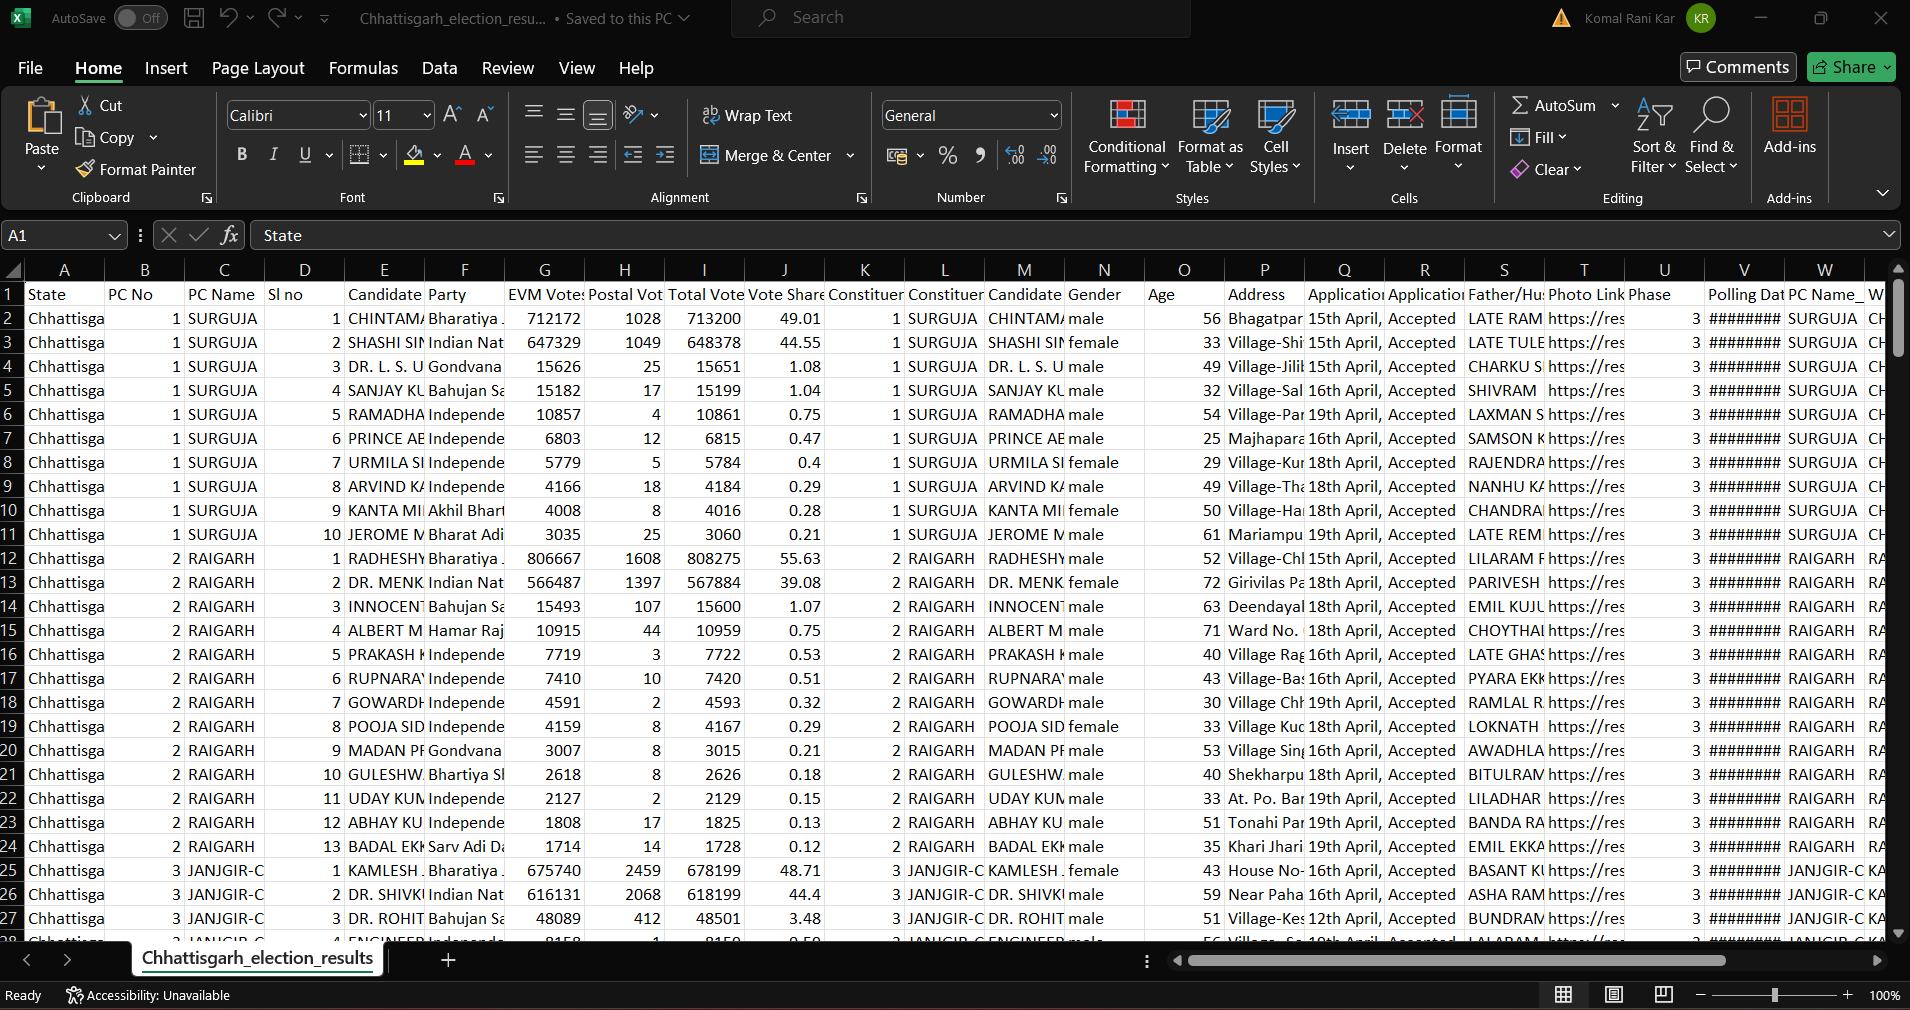 AutoSave Off Chhattisgarh_election_resu... • Saved to this PC Search Komal Rani Kar KR
File Home Insert Page Layout Formulas Data Review View Help Comments Share
Paste Cut Copy Format Painter Clipboard
Calibri 11 B I U Font
Wrap Text Merge & Center Alignment
General Number
Conditional Formatting Format as Table Cell Styles Styles
Insert Delete Format Cells
AutoSum Fill Clear Sort & Filter Find & Select Editing
Add-ins Add-ins
A1 fx State
A B C D E F G H I J K L M N O P Q R S T U V W
1 State PC No PC Name Sl no Candidate Party EVM Votes Postal Vot Total Vote Vote Share Constituer Constituer Candidate Gender Age Address Application Application Father/Hus Photo Link Phase Polling Dat PC Name_ W
2 Chhattisga 1 SURGUJA 1 CHINTAMA Bharatiya 712172 1028 713200 49.01 1 SURGUJA CHINTAMA male 56 Bhagatpar 15th April, Accepted LATE RAM https://res 3 ######## SURGUJA CH
3 Chhattisga 1 SURGUJA 2 SHASHI SIN Indian Nat 647329 1049 648378 44.55 1 SURGUJA SHASHI SIN female 33 Village-Shi 15th April, Accepted LATE TULE https://res 3 ######## SURGUJA CH
4 Chhattisga 1 SURGUJA 3 DR. L. S. U Gondvana 15626 25 15651 1.08 1 SURGUJA DR. L. S. U male 49 Village-Jilib 15th April, Accepted CHARKU S https://res 3 ######## SURGUJA CH
5 Chhattisga 1 SURGUJA 4 SANJAY KU Bahujan Sa 15182 17 15199 1.04 1 SURGUJA SANJAY KU male 32 Village-Sal 16th April, Accepted SHIVRAM https://res 3 ######## SURGUJA CH
6 Chhattisga 1 SURGUJA 5 RAMADHA Independe 10857 4 10861 0.75 1 SURGUJA RAMADHA male 54 Village-Par 19th April, Accepted LAXMAN S https://res 3 ######## SURGUJA CH
7 Chhattisga 1 SURGUJA 6 PRINCE AB Independe 6803 12 6815 0.47 1 SURGUJA PRINCE AB male 25 Majhapara 16th April, Accepted SAMSON K https://res 3 ######## SURGUJA CH
8 Chhattisga 1 SURGUJA 7 URMILA SI Independe 5779 5 5784 0.4 1 SURGUJA URMILA SI female 29 Village-Kur 18th April, Accepted RAJENDRA https://res 3 ######## SURGUJA CH
9 Chhattisga 1 SURGUJA 8 ARVIND KA Independe 4166 18 4184 0.29 1 SURGUJA ARVIND KA male 49 Village-Tha 18th April, Accepted NANHU KA https://res 3 ######## SURGUJA CH
10 Chhattisga 1 SURGUJA 9 KANTA MI Akhil Bhart 4008 8 4016 0.28 1 SURGUJA KANTA MI female 50 Village-Har 18th April, Accepted CHANDRA https://res 3 ######## SURGUJA CH
11 Chhattisga 1 SURGUJA 10 JEROME M Bharat Adi 3035 25 3060 0.21 1 SURGUJA JEROME M male 61 Mariampu 19th April, Accepted LATE REMI https://res 3 ######## SURGUJA CH
12 Chhattisga 2 RAIGARH 1 RADHESHY Bharatiya 806667 1608 808275 55.63 2 RAIGARH RADHESHY male 52 Village-Chh 15th April, Accepted LILARAM R https://res 3 ######## RAIGARH RA
13 Chhattisga 2 RAIGARH 2 DR. MENK Indian Nat 566487 1397 567884 39.08 2 RAIGARH DR. MENK female 72 Girivilas Pa 18th April, Accepted PARIVESH https://res 3 ######## RAIGARH RA
14 Chhattisga 2 RAIGARH 3 INNOCENT Bahujan Sa 15493 107 15600 1.07 2 RAIGARH INNOCENT male 63 Deendayal 18th April, Accepted EMIL KUJU https://res 3 ######## RAIGARH RA
15 Chhattisga 2 RAIGARH 4 ALBERT M Hamar Raj 10915 44 10959 0.75 2 RAIGARH ALBERT M male 71 Ward No. 18th April, Accepted CHOYTHAL https://res 3 ######## RAIGARH RA
16 Chhattisga 2 RAIGARH 5 PRAKASH K Independe 7719 3 7722 0.53 2 RAIGARH PRAKASH K male 40 Village Rag 16th April, Accepted LATE GHAS https://res 3 ######## RAIGARH RA
17 Chhattisga 2 RAIGARH 6 RUPNARAY Independe 7410 10 7420 0.51 2 RAIGARH RUPNARAY male 43 Village-Bas 16th April, Accepted PYARA EKK https://res 3 ######## RAIGARH RA
18 Chhattisga 2 RAIGARH 7 GOWARDH Independe 4591 2 4593 0.32 2 RAIGARH GOWARDH male 30 Village Chh 19th April, Accepted RAMLAL R https://res 3 ######## RAIGARH RA
19 Chhattisga 2 RAIGARH 8 POOJA SID Independe 4159 8 4167 0.29 2 RAIGARH POOJA SID female 33 Village Kud 18th April, Accepted LOKNATH https://res 3 ######## RAIGARH RA
20 Chhattisga 2 RAIGARH 9 MADAN PR Gondvana 3007 8 3015 0.21 2 RAIGARH MADAN PR male 53 Village Sing 16th April, Accepted AWADHLA https://res 3 ######## RAIGARH RA
21 Chhattisga 2 RAIGARH 10 GULESHW Bhartiya Sh 2618 8 2626 0.18 2 RAIGARH GULESHW male 40 Shekharpu 18th April, Accepted BITULRAM https://res 3 ######## RAIGARH RA
22 Chhattisga 2 RAIGARH 11 UDAY KUM Independe 2127 2 2129 0.15 2 RAIGARH UDAY KUM male 33 At. Po. Bar 19th April, Accepted LILADHAR https://res 3 ######## RAIGARH RA
23 Chhattisga 2 RAIGARH 12 ABHAY KU Independe 1808 17 1825 0.13 2 RAIGARH ABHAY KU male 51 Tonahi Par 19th April, Accepted BANDA RA https://res 3 ######## RAIGARH RA
24 Chhattisga 2 RAIGARH 13 BADAL EKK Sarv Adi Da 1714 14 1728 0.12 2 RAIGARH BADAL EKK male 35 Khari Jhari 19th April, Accepted EMIL EKKA https://res 3 ######## RAIGARH RA
25 Chhattisga 3 JANJGIR-C 1 KAMLESH Bharatiya 675740 2459 678199 48.71 3 JANJGIR-C KAMLESH female 43 House No- 16th April, Accepted BASANT KU https://res 3 ######## JANJGIR-C KA
26 Chhattisga 3 JANJGIR-C 2 DR. SHIVKU Indian Nat 616131 2068 618199 44.4 3 JANJGIR-C DR. SHIVKU male 59 Near Paha 16th April, Accepted ASHA RAM https://res 3 ######## JANJGIR-C KA
27 Chhattisga 3 JANJGIR-C 3 DR. ROHIT Bahujan Sa 48089 412 48501 3.48 3 JANJGIR-C DR. ROHIT male 51 Village-Kes 12th April, Accepted BUNDRAM https://res 3 ######## JANJGIR-C KA
Chhattisgarh_election_results
Ready Accessibility: Unavailable 100%